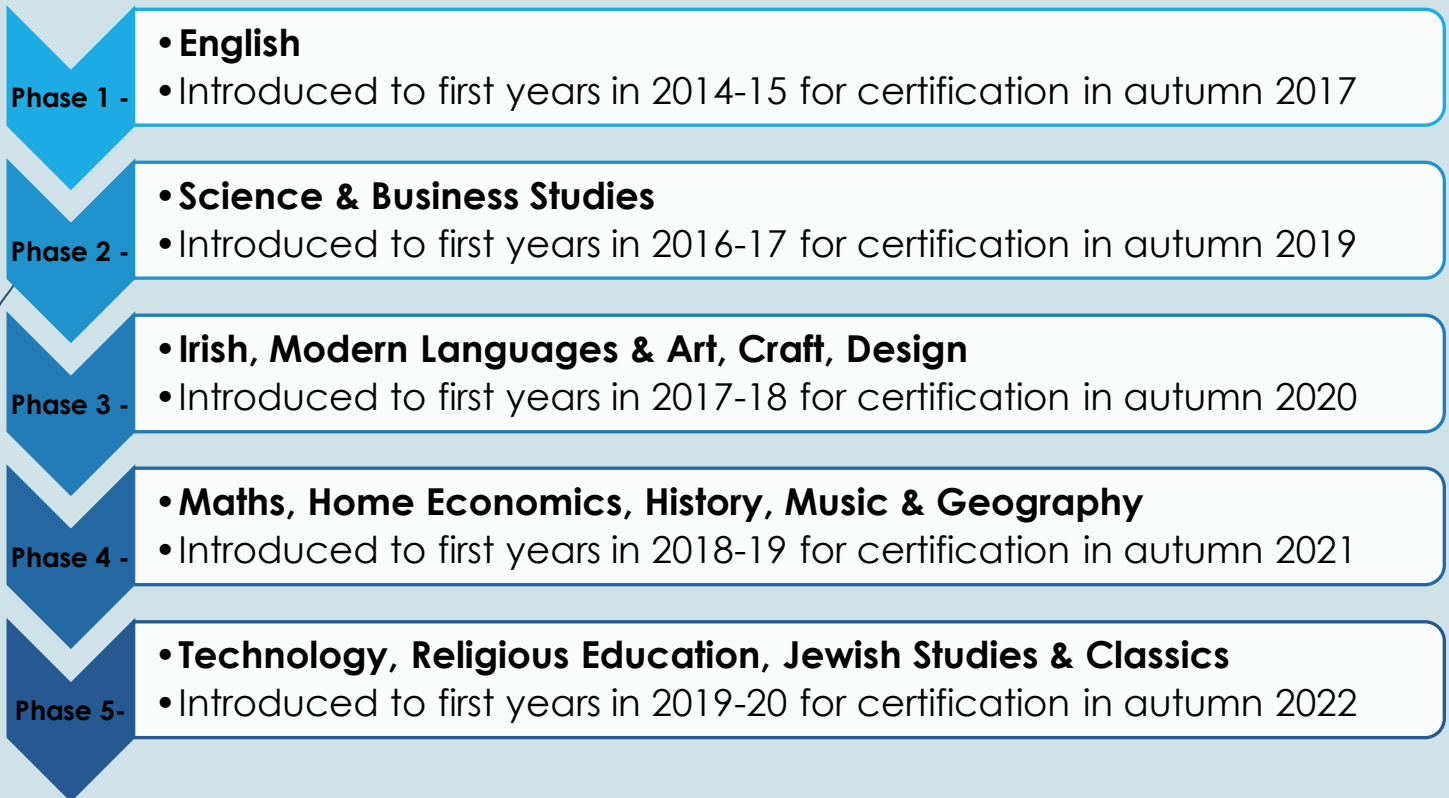 Phase 1 -
•English
•Introduced to first years in 2014-15 for certification in autumn 2017
Phase 2 -
•Science & Business Studies
•Introduced to first years in 2016-17 for certification in autumn 2019
Phase 3 -
•Irish, Modern Languages & Art, Craft, Design
•Introduced to first years in 2017-18 for certification in autumn 2020
Phase 4 -
•Maths, Home Economics, History, Music & Geography
•Introduced to first years in 2018-19 for certification in autumn 2021
Phase 5-
•Technology, Religious Education, Jewish Studies & Classics
•Introduced to first years in 2019-20 for certification in autumn 2022